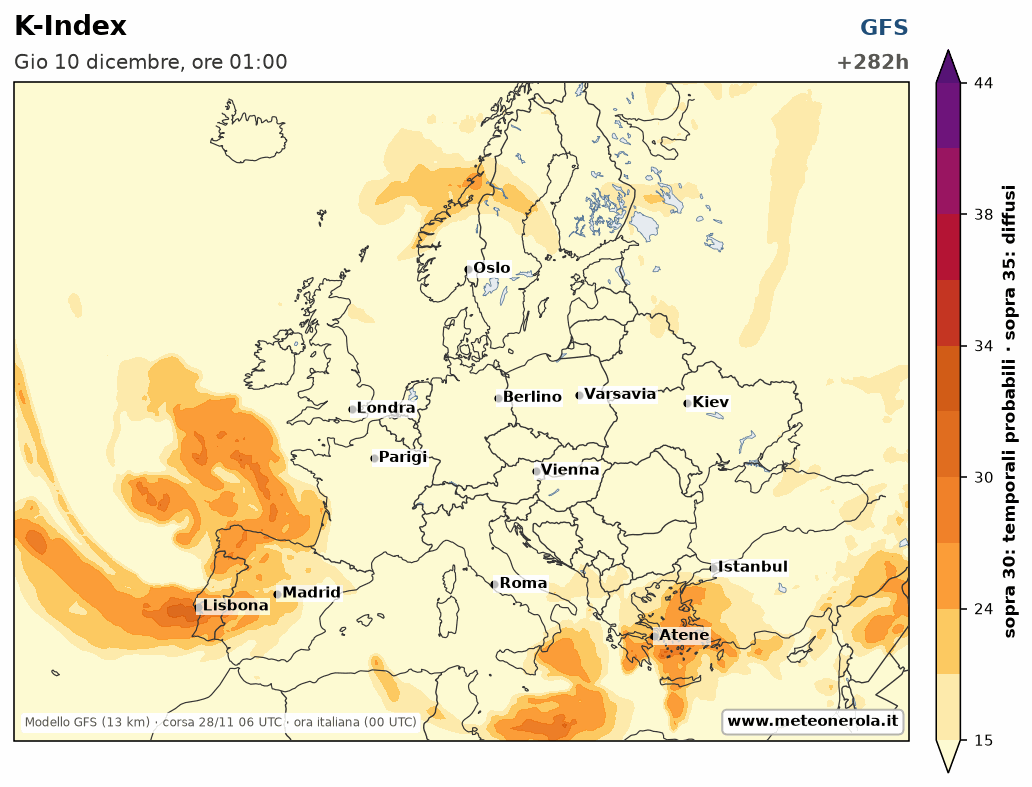 K-Index
GFS
Gio 10 dicembre, ore 01:00
+282h
44
38
34
30
24
15
sopra 30: temporali probabili · sopra 35: diffusi
Oslo
Berlino
Varsavia
Kiev
Londra
Parigi
Vienna
Istanbul
Roma
Madrid
Lisbona
Atene
Modello GFS (13 km) · corsa 28/11 06 UTC · ora italiana (00 UTC)
www.meteonerola.it